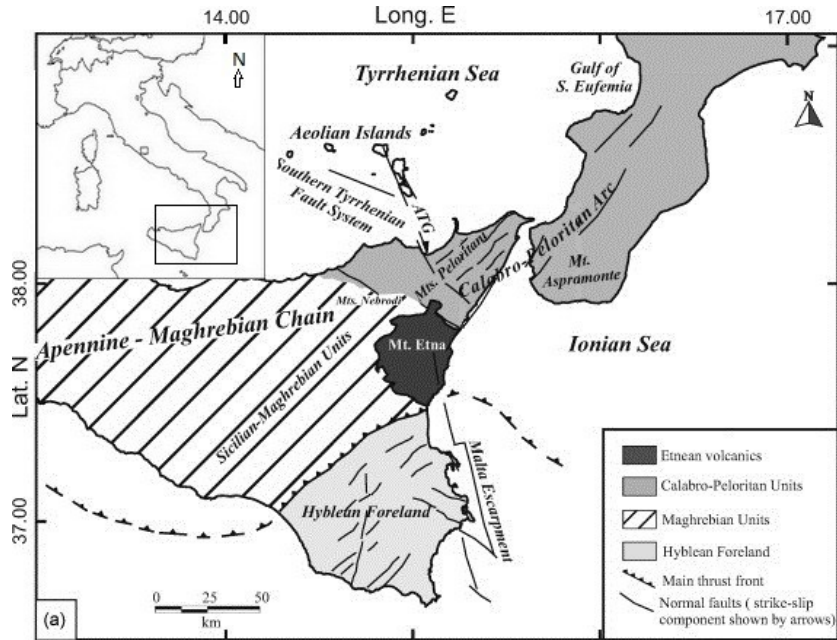 14.00
Long. E
17.00
N
Tyrrhenian Sea
Gulf of
S. Eufemia
N
Aeolian Islands
Southern Tyrrhenian
Fault System
ATG
Mts. Peloritani
Calabro-Peloritan Arc
Mt.
Aspramonte
38.00
Mts. Nebrodi
Apennine - Maghrebian Chain
Mt. Etna
Ionian Sea
Lat. N
Sicilian-Maghrebian Units
Malta Escarpment
37.00
Hyblean Foreland
Etnean volcanics
Calabro-Peloritan Units
Maghrebian Units
Hyblean Foreland
Main thrust front
Normal faults ( strike-slip
component shown by arrows)
(a)
0 25 50
km